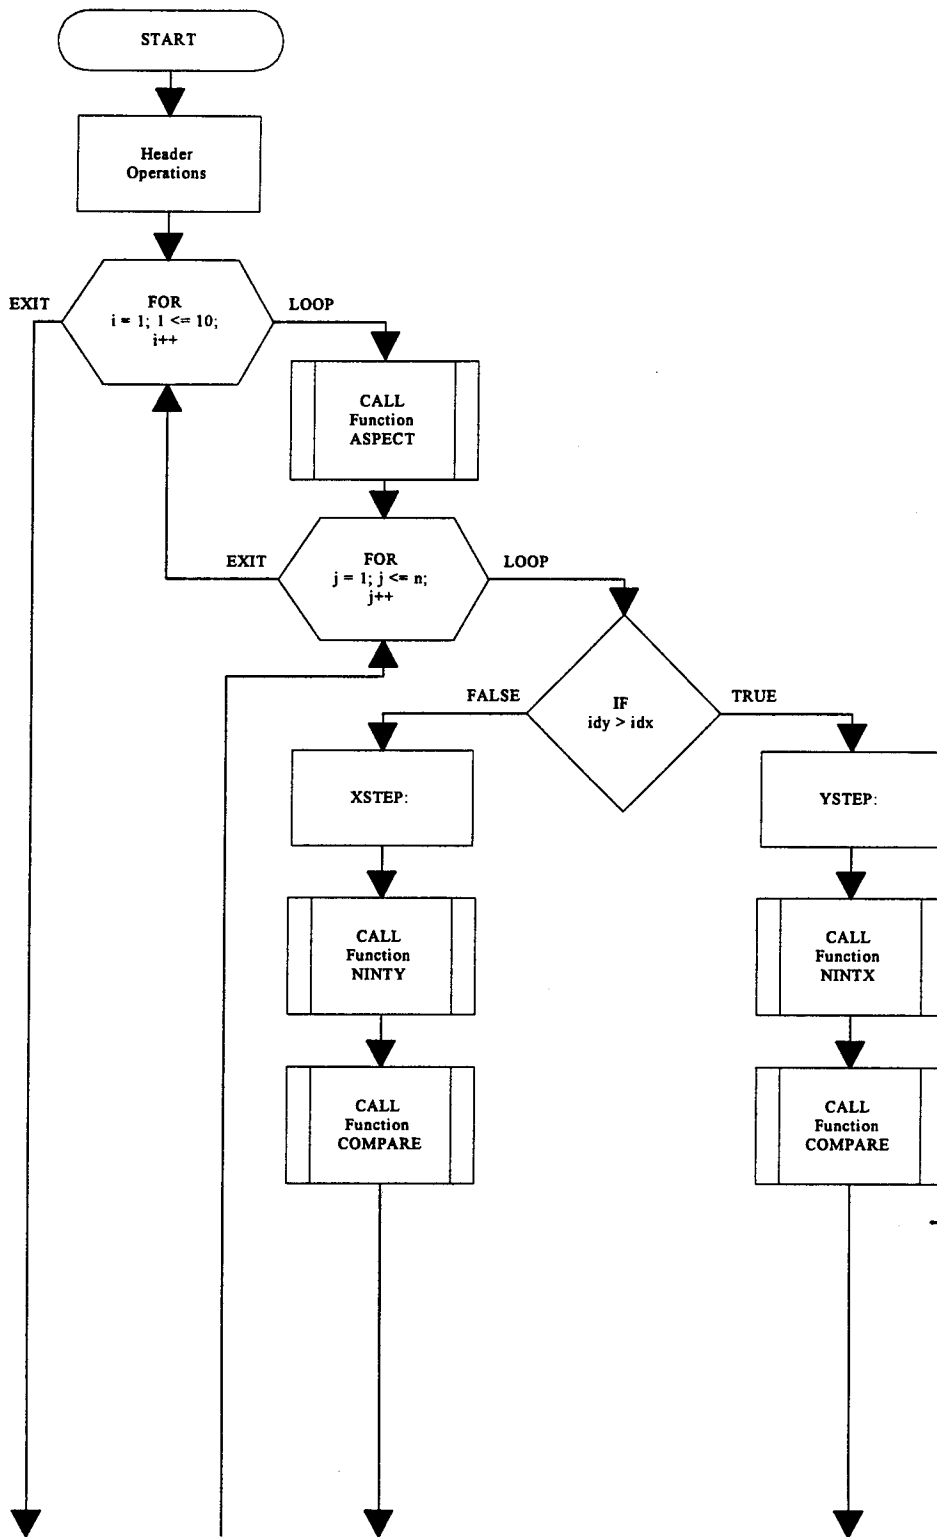 START
Header
Operations
EXIT
FOR
i = 1; 1 <= 10;
i++
LOOP
CALL
Function
ASPECT
EXIT
FOR
j = 1; j <= n;
j++
LOOP
FALSE
IF
idy > idx
TRUE
XSTEP:
YSTEP:
CALL
Function
NINTY
CALL
Function
NINTX
CALL
Function
COMPARE
CALL
Function
COMPARE